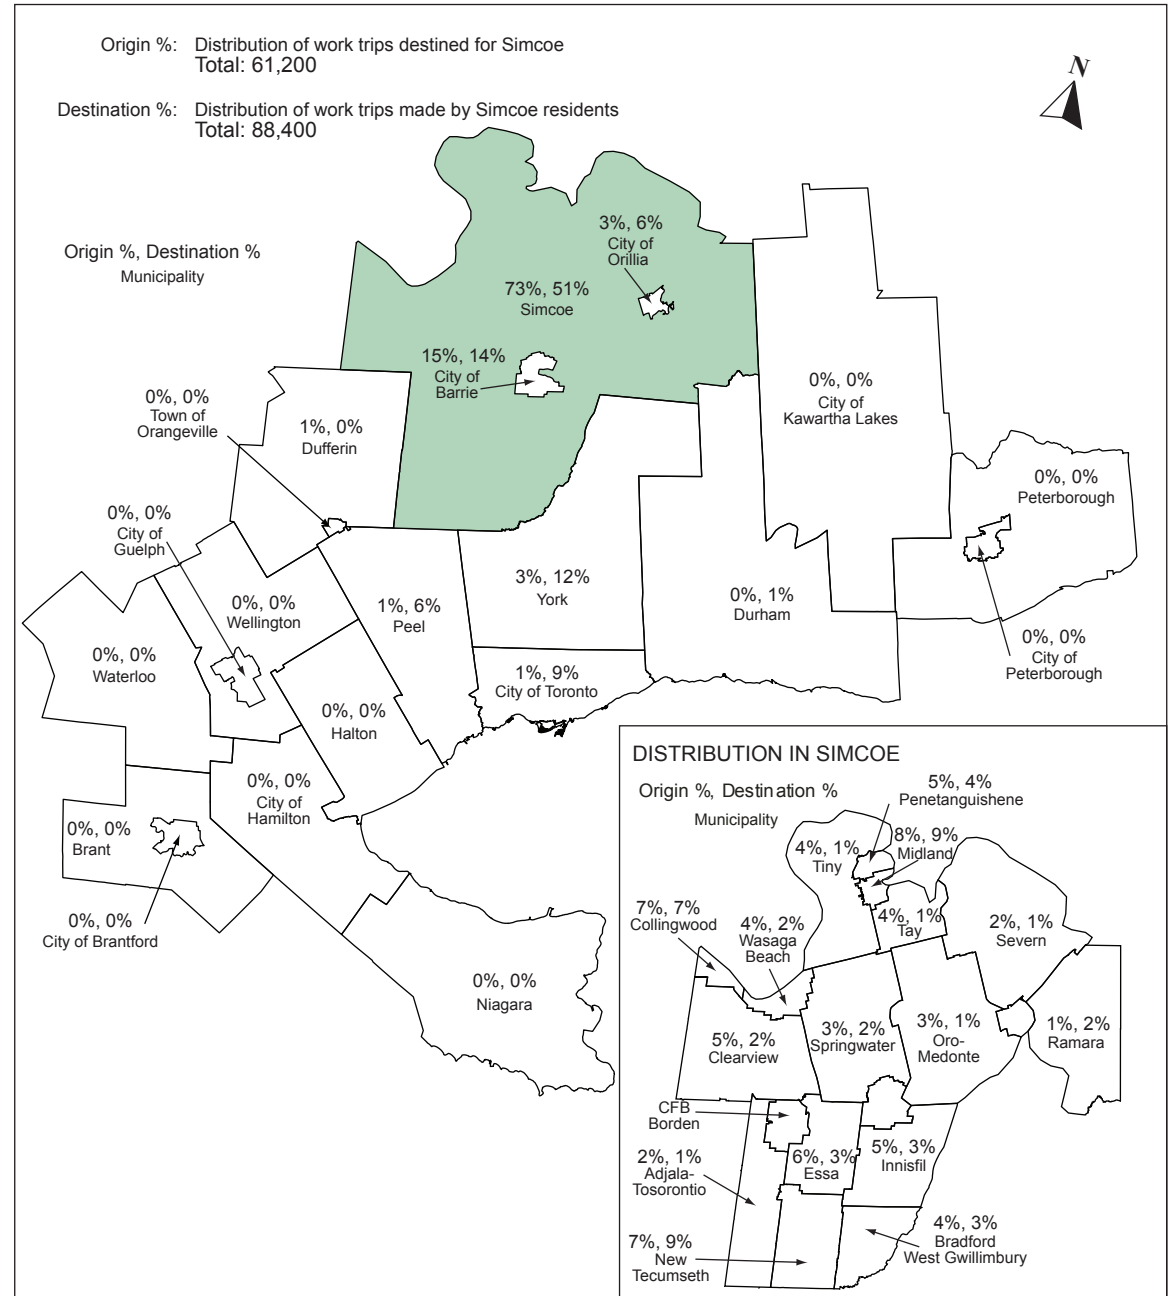 Origin %: Distribution of work trips destined for Simcoe
Total: 61,200
Destination %: Distribution of work trips made by Simcoe residents
Total: 88,400
N
Origin %, Destination %
Municipality
3%, 6%
City of
Orillia
73%, 51%
Simcoe
15%, 14%
City of
Barrie
0%, 0%
City of
Kawartha Lakes
0%, 0%
Town of
Orangeville
1%, 0%
Dufferin
0%, 0%
Peterborough
0%, 0%
City of
Guelph
0%, 0%
Wellington
1%, 6%
Peel
3%, 12%
York
0%, 1%
Durham
0%, 0%
City of
Peterborough
0%, 0%
Waterloo
1%, 9%
City of Toronto
0%, 0%
Halton
0%, 0%
City of
Hamilton
0%, 0%
Brant
0%, 0%
City of Brantford
0%, 0%
Niagara
DISTRIBUTION IN SIMCOE
Origin %, Destination %
Municipality
5%, 4%
Penetanguishene
8%, 9%
Midland
4%, 1%
Tiny
7%, 7%
Collingwood
4%, 2%
Wasaga
Beach
4%, 1%
Tay
2%, 1%
Severn
5%, 2%
Clearview
3%, 2%
Springwater
3%, 1%
Oro-
Medonte
1%, 2%
Ramara
CFB
Borden
2%, 1%
Adjala-
Tosorontio
6%, 3%
Essa
5%, 3%
Innisfil
7%, 9%
New
Tecumseth
4%, 3%
Bradford
West Gwillimbury